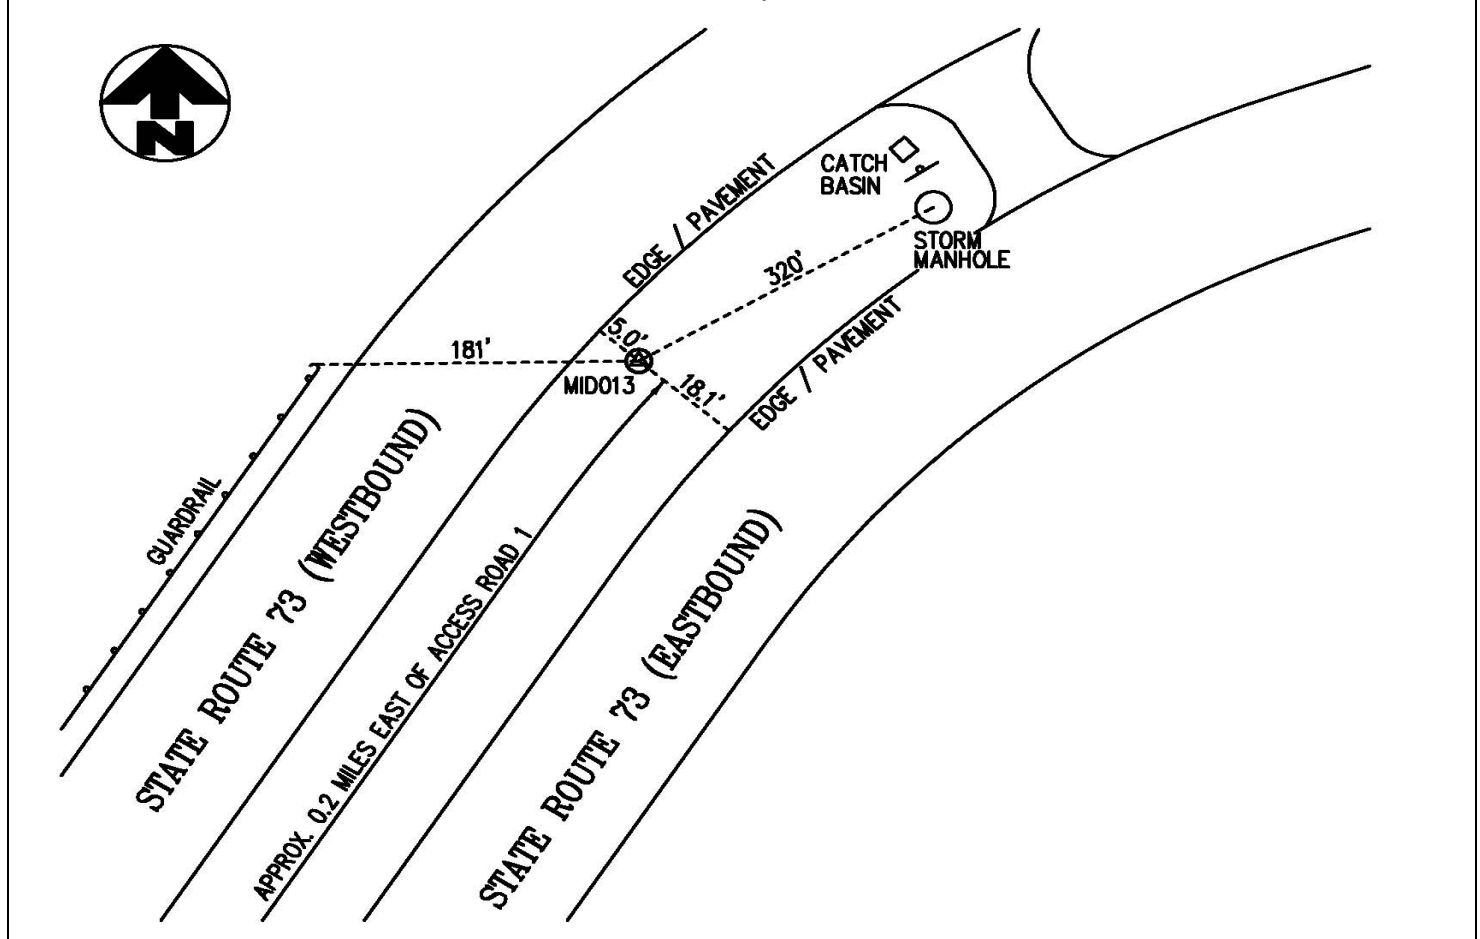 N
CATCH
BASIN
EDGE / PAVEMENT
STORM
MANHOLE
320'
5.0'
181'
MID013
18.1'
EDGE / PAVEMENT
GUARDRAIL
STATE ROUTE 73 (WESTBOUND)
APPROX. 0.2 MILES EAST OF ACCESS ROAD 1
STATE ROUTE 73 (EASTBOUND)